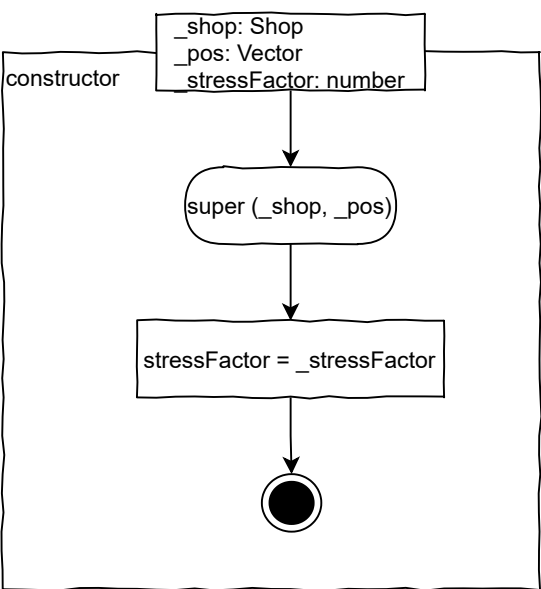 _shop: Shop
_pos: Vector
_stressFactor: number
constructor
super (_shop, _pos)
stressFactor = _stressFactor